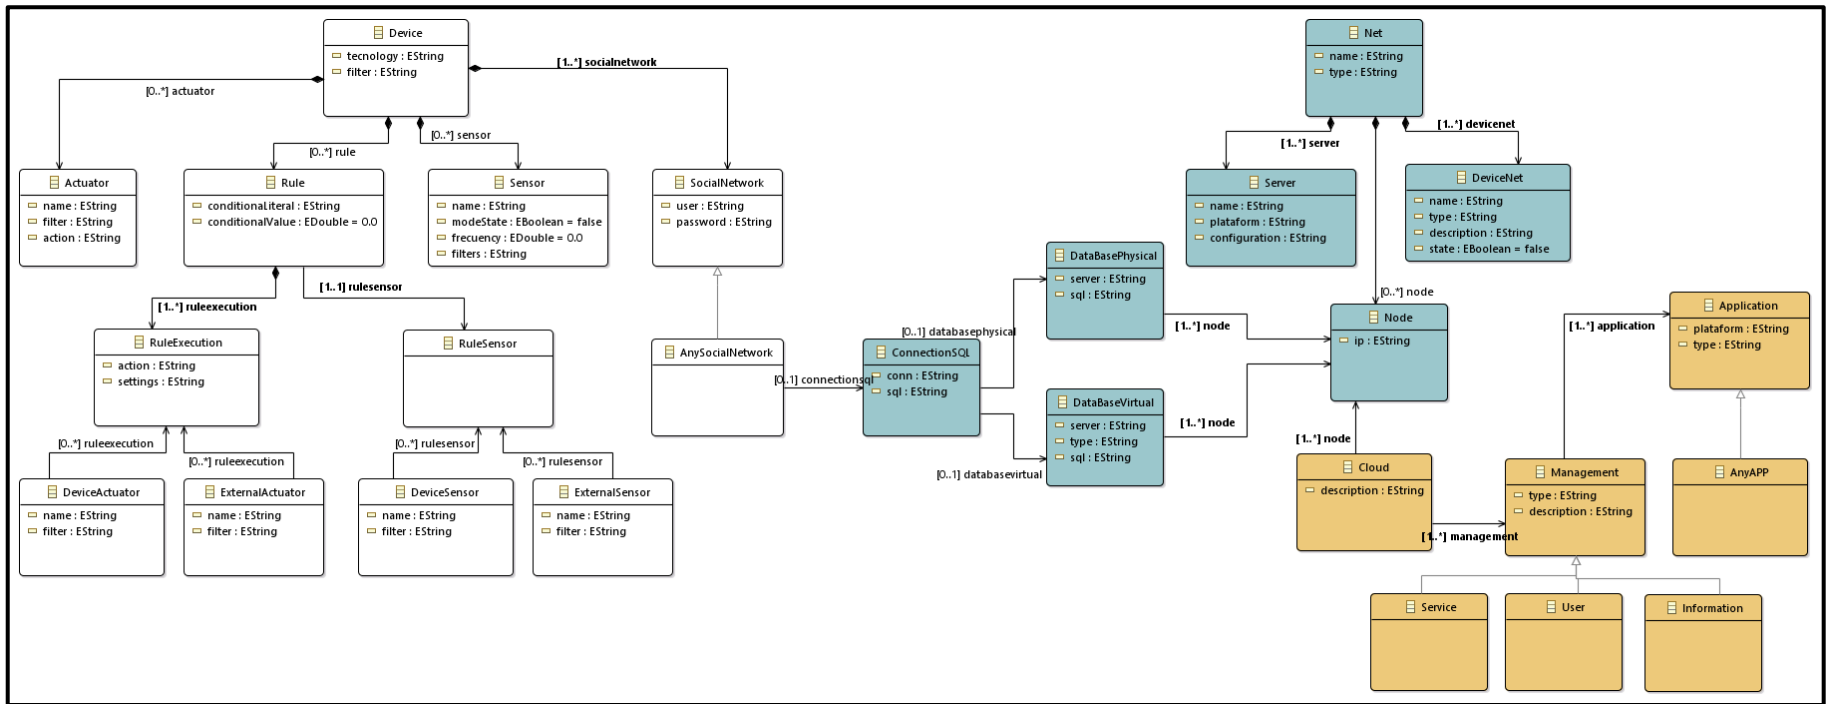 Device
tecnology : EString
filter : EString
[0..*] actuator
[0..*] rule
[0..*] sensor
[1..*] socialnetwork
Actuator
name : EString
filter : EString
action : EString
Rule
conditionaLiteral : EString
conditionalValue : EDouble = 0.0
Sensor
name : EString
modeState : EBoolean = false
frecuency : EDouble = 0.0
filters : EString
SocialNetwork
user : EString
password : EString
[1..*] ruleexecution
[1..1] rulesensor
RuleExecution
action : EString
settings : EString
RuleSensor
AnySocialNetwork
[0..*] ruleexecution
[0..*] ruleexecution
[0..*] rulesensor
[0..*] rulesensor
DeviceActuator
name : EString
filter : EString
ExternalActuator
name : EString
filter : EString
DeviceSensor
name : EString
filter : EString
ExternalSensor
name : EString
filter : EString
[0..1] connectionsql
ConnectionSQL
conn : EString
sql : EString
[0..1] databasephysical
[0..1] databasevirtual
DataBasePhysical
server : EString
sql : EString
DataBaseVirtual
server : EString
type : EString
sql : EString
[1..*] node
[1..*] node
Net
name : EString
type : EString
[1..*] server
[1..*] devicenet
[0..*] node
Server
name : EString
plataform : EString
configuration : EString
DeviceNet
name : EString
type : EString
description : EString
state : EBoolean = false
Node
ip : EString
[1..*] node
Cloud
description : EString
[1..*] management
Management
type : EString
description : EString
[1..*] application
Application
plataform : EString
type : EString
AnyAPP
Service
User
Information